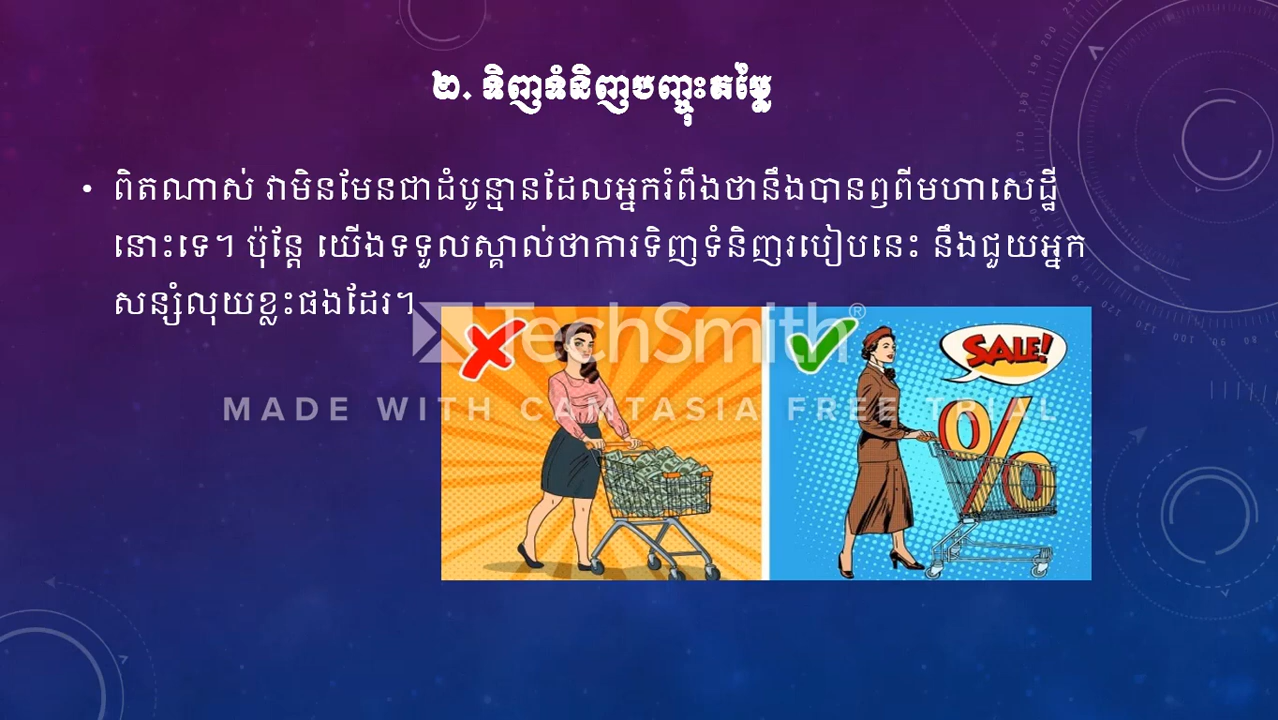 ២. ទិញទំនិញបញ្ចុះតម្លៃ
• ពិតណាស់ វាមិនមែនជាដំបូន្មានដែលអ្នករំពឹងថានឹងបានឮពីមហាសេដ្ឋី
នោះទេ។ ប៉ុន្តែ យើងទទួលស្គាល់ថាការទិញទំនិញរបៀបនេះ នឹងជួយអ្នក
សន្សំលុយខ្លះផងដែរ។
TechSmith®
SALE!
MADE WITH CAMTASIA FREE TRIAL
%